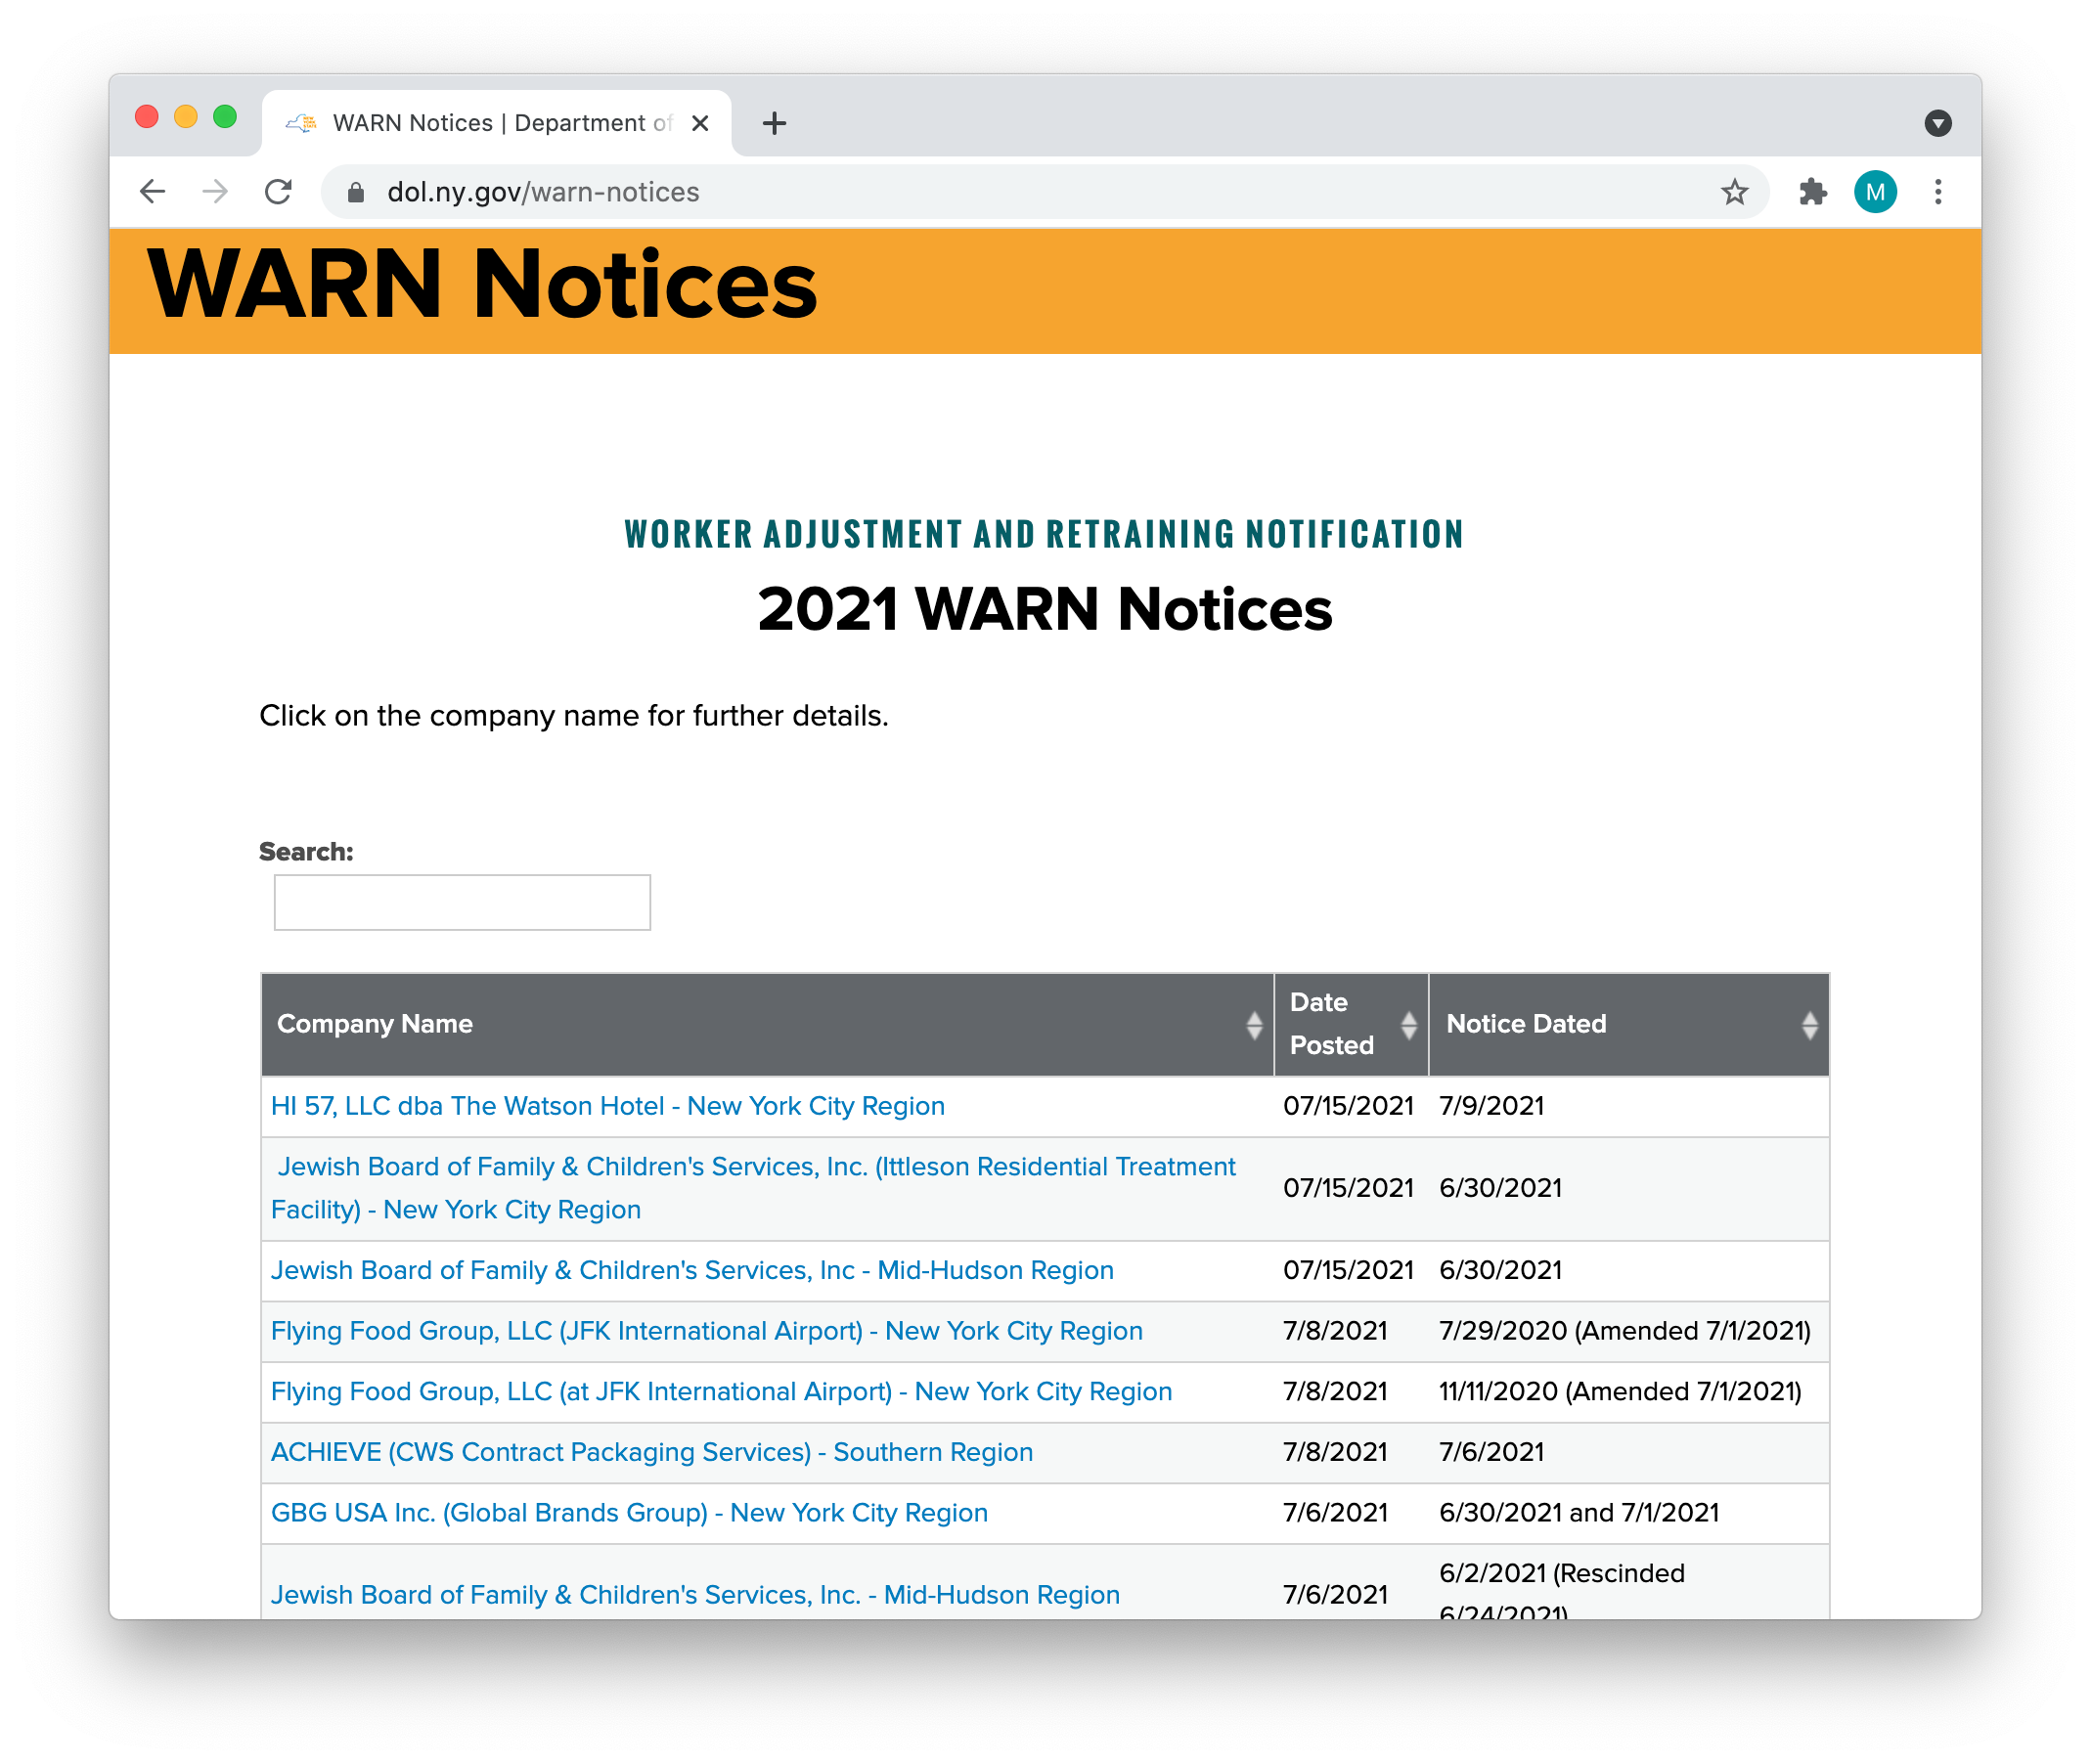 WARN Notices | Department of
dol.ny.gov/warn-notices
M
WARN Notices
WORKER ADJUSTMENT AND RETRAINING NOTIFICATION
2021 WARN Notices
Click on the company name for further details.
Search:
Company Name
Date
Posted
Notice Dated
HI 57, LLC dba The Watson Hotel - New York City Region 07/15/2021 7/9/2021
Jewish Board of Family & Children's Services, Inc. (Ittleson Residential Treatment
Facility) - New York City Region 07/15/2021 6/30/2021
Jewish Board of Family & Children's Services, Inc - Mid-Hudson Region 07/15/2021 6/30/2021
Flying Food Group, LLC (JFK International Airport) - New York City Region 7/8/2021 7/29/2020 (Amended 7/1/2021)
Flying Food Group, LLC (at JFK International Airport) - New York City Region 7/8/2021 11/11/2020 (Amended 7/1/2021)
ACHIEVE (CWS Contract Packaging Services) - Southern Region 7/8/2021 7/6/2021
GBG USA Inc. (Global Brands Group) - New York City Region 7/6/2021 6/30/2021 and 7/1/2021
Jewish Board of Family & Children's Services, Inc. - Mid-Hudson Region 7/6/2021 6/2/2021 (Rescinded
6/24/2021)